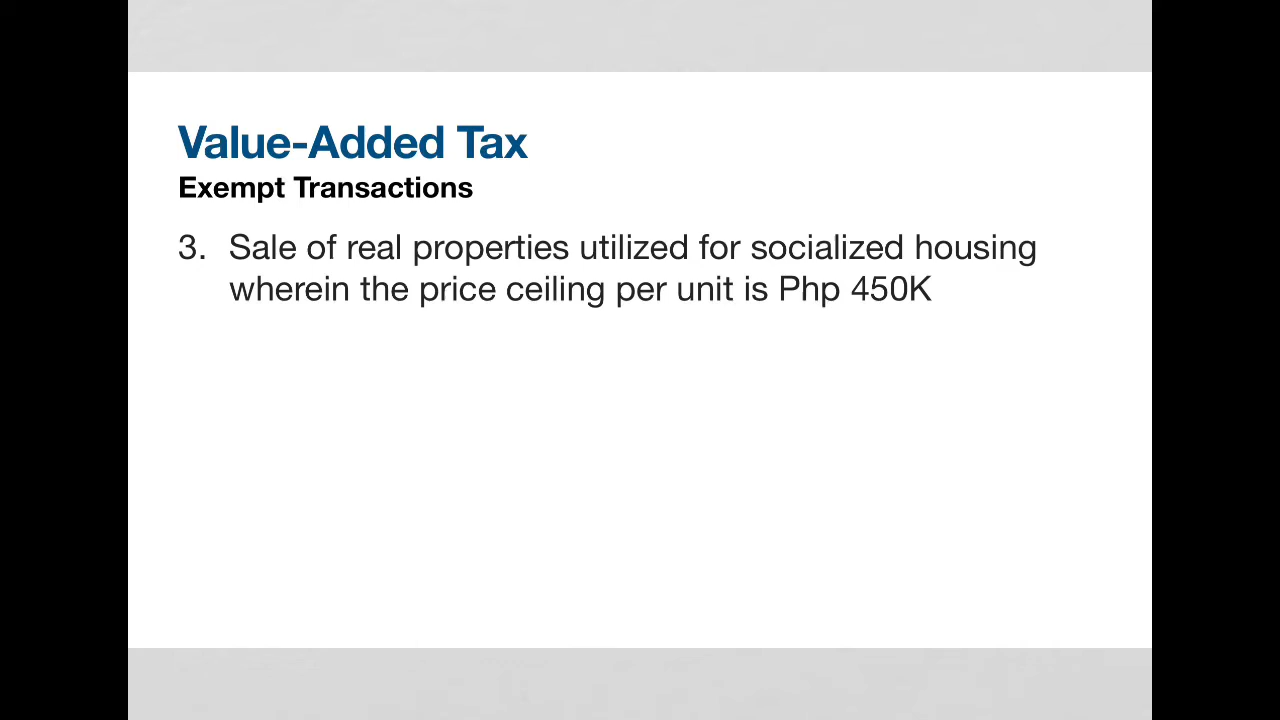 Value-Added Tax
Exempt Transactions
3. Sale of real properties utilized for socialized housing
wherein the price ceiling per unit is Php 450K